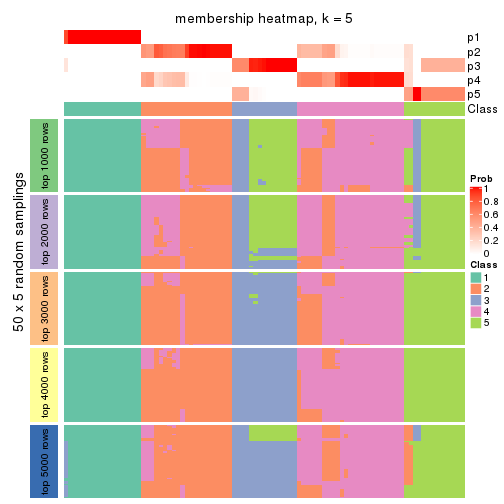 membership heatmap, k = 5
p1
p2
p3
p4
p5
Class
50 x 5 random samplings
top 1000 rows
top 2000 rows
top 3000 rows
top 4000 rows
top 5000 rows
Prob
1
0.8
0.6
0.4
0.2
0
Class
1
2
3
4
5